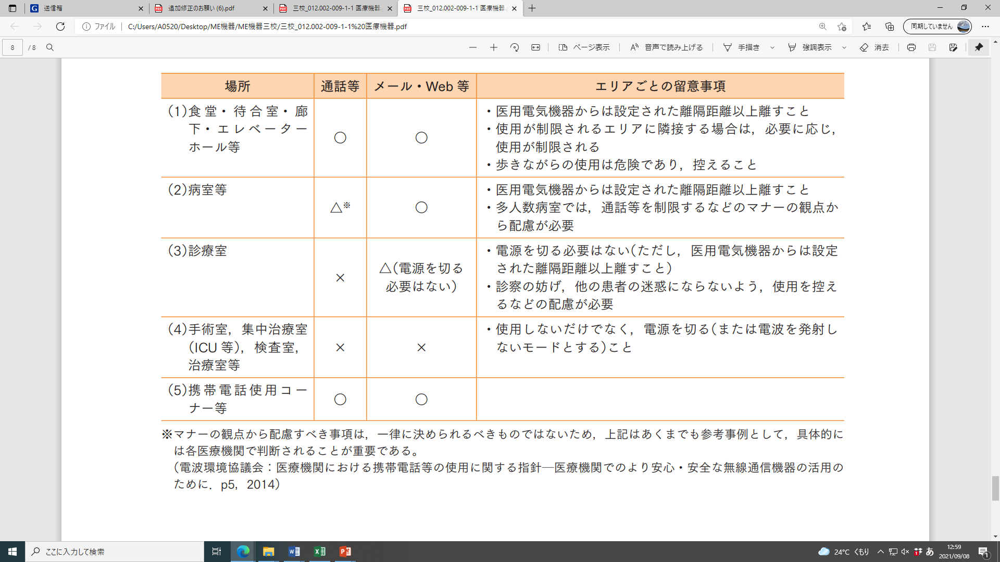 送信箱
追加修正のお願い (6).pdf
三校_012.002-009-1-1 医療機器.
三校_012.002-009-1-1 医療機器.
ファイル
C:/Users/A0520/Desktop/ME機器/ME機器三校/三校_012.002-009-1-1%20医療機器.pdf
同期していません
8 / 8
ページ表示
音声で読み上げる
手描き
強調表示
消去
場所 通話等 メール・Web 等 エリアごとの留意事項
(1)食堂・待合室・廊
下・エレベーター
ホール等
○ ○
・医用電気機器からは設定された離隔距離以上離すこと
・使用が制限されるエリアに隣接する場合は，必要に応じ，
使用が制限される
・歩きながらの使用は危険であり，控えること
(2)病室等
△※ ○
・医用電気機器からは設定された離隔距離以上離すこと
・多人数病室では，通話等を制限するなどのマナーの観点か
ら配慮が必要
(3)診療室
×
△(電源を切る
必要はない)
・電源を切る必要はない(ただし，医用電気機器からは設定
された離隔距離以上離すこと)
・診察の妨げ，他の患者の迷惑にならないよう，使用を控え
るなどの配慮が必要
(4)手術室，集中治療室
(ICU 等)，検査室，
治療室等
× ×
・使用しないだけでなく，電源を切る(または電波を発射し
ないモードとする)こと
(5)携帯電話使用コー
ナー等
○ ○
※マナーの観点から配慮すべき事項は，一律に決められるべきものではないため，上記はあくまでも参考事例として，具体的に
は各医療機関で判断されることが重要である。
(電波環境協議会：医療機関における携帯電話等の使用に関する指針―医療機関でのより安心・安全な無線通信機器の活用の
ために．p5，2014)
ここに入力して検索
24°C くもり
あ
12:59
2021/09/08
1